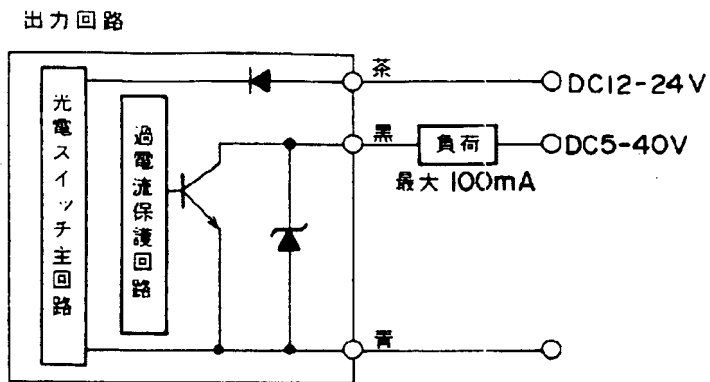 出力回路
茶
DC12-24V
光電スイッチ主回路
過電流保護回路
黒
負荷
DC5-40V
最大 100mA
青